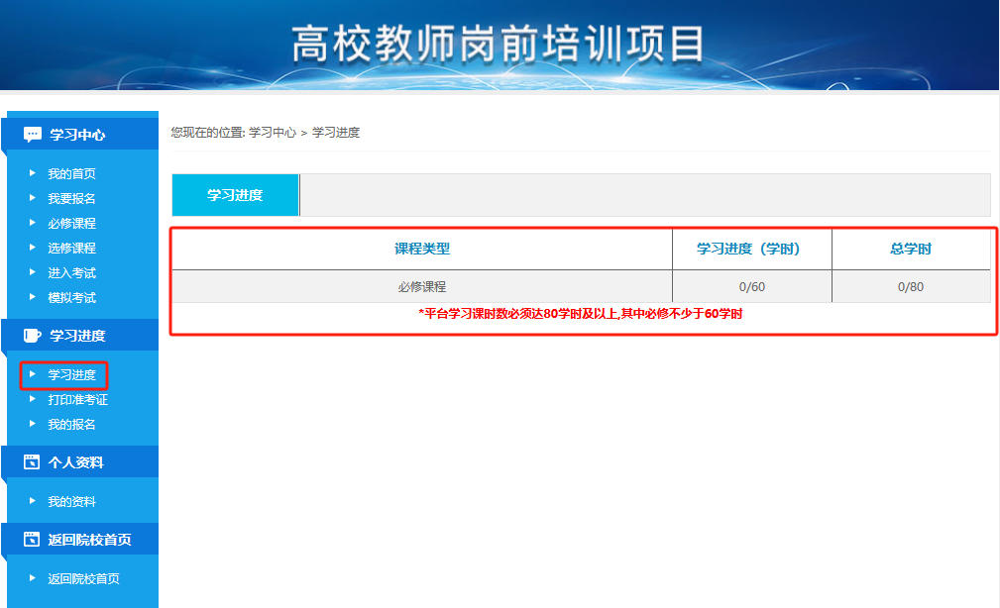 高校教师岗前培训项目
学习中心
我的首页
我要报名
必修课程
选修课程
进入考试
模拟考试
学习进度
学习进度
打印准考证
我的报名
个人资料
我的资料
返回院校首页
返回院校首页
您现在的位置: 学习中心 > 学习进度
学习进度
课程类型 学习进度（学时） 总学时
必修课程 0/60 0/80
*平台学习课时数必须达80学时及以上,其中必修不少于60学时